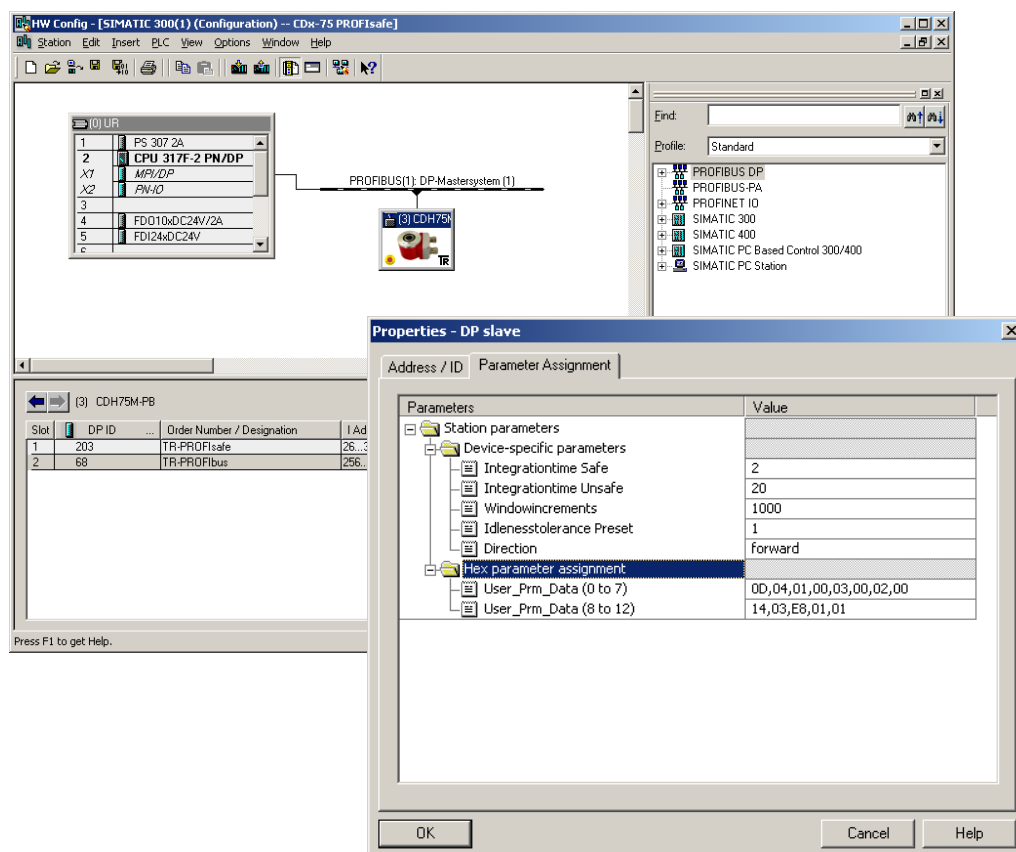 HW Config - [SIMATIC 300(1) (Configuration) -- CDx-75 PROFIsafe]
Station Edit Insert PLC View Options Window Help
(0) UR
1 PS 307 2A
2 CPU 317F-2 PN/DP
X1 MPI/DP
X2 PN-IO
3
4 FDO10xDC24V/2A
5 FDI24xDC24V
6
PROFIBUS(1): DP-Mastersystem (1)
(3) CDH75M
TR
Find:
Profile: Standard
PROFIBUS DP
PROFIBUS-PA
PROFINET IO
SIMATIC 300
SIMATIC 400
SIMATIC PC Based Control 300/400
SIMATIC PC Station
(3) CDH75M-PB
Slot DP ID ... Order Number / Designation I Ad
1 203 TR-PROFIsafe 26...3
2 68 TR-PROFIbus 256..
Press F1 to get Help.
Properties - DP slave
Address / ID Parameter Assignment
Parameters Value
Station parameters
Device-specific parameters
Integrationtime Safe 2
Integrationtime Unsafe 20
Windowincrements 1000
Idlenesstolerance Preset 1
Direction forward
Hex parameter assignment
User_Prm_Data (0 to 7) 0D,04,01,00,03,00,02,00
User_Prm_Data (8 to 12) 14,03,E8,01,01
OK Cancel Help